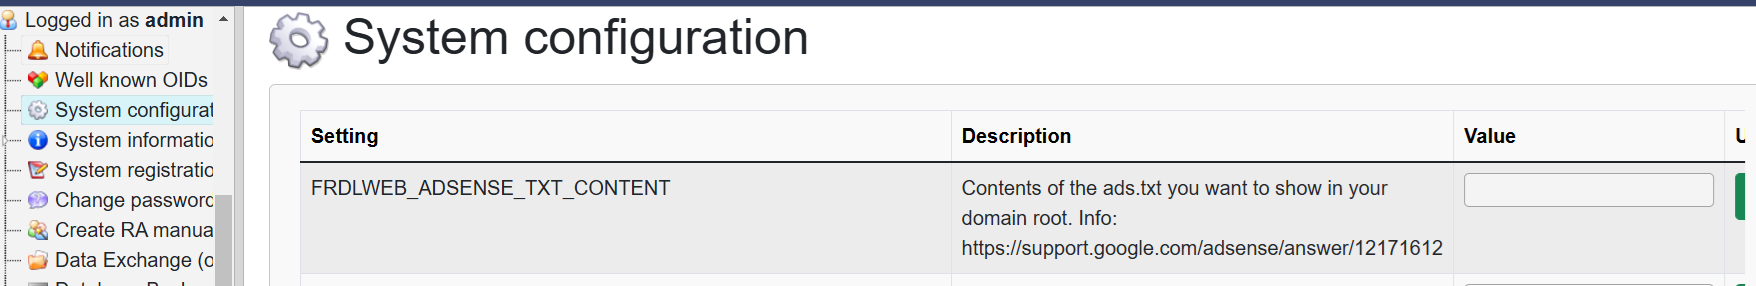 Logged in as admin
Notifications
Well known OIDs
System configurat
System informatio
System registratio
Change password
Create RA manua
Data Exchange (o
System configuration
Setting Description Value U
FRDLWEB_ADSENSE_TXT_CONTENT
Contents of the ads.txt you want to show in your
domain root. Info:
https://support.google.com/adsense/answer/12171612